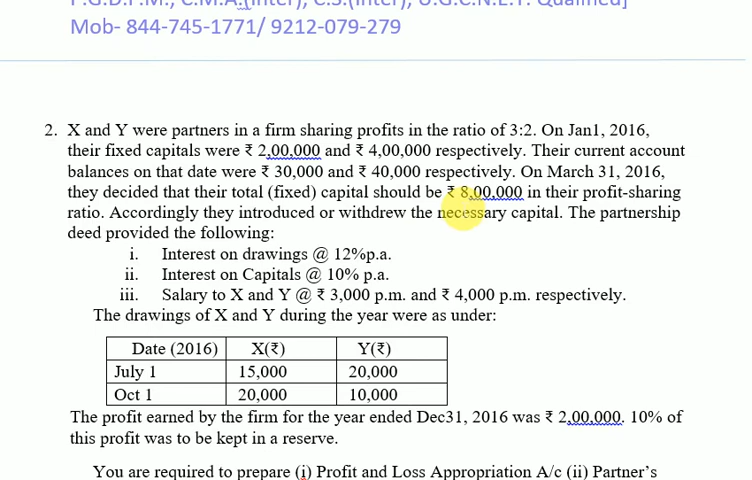 P.G.D.F.M., C.M.A.(Inter), C.S.(Inter), U.G.C.N.E.T. Qualified]
Mob- 844-745-1771/ 9212-079-279
2. X and Y were partners in a firm sharing profits in the ratio of 3:2. On Jan1, 2016,
their fixed capitals were ₹ 2,00,000 and ₹ 4,00,000 respectively. Their current account
balances on that date were ₹ 30,000 and ₹ 40,000 respectively. On March 31, 2016,
they decided that their total (fixed) capital should be ₹ 8,00,000 in their profit-sharing
ratio. Accordingly they introduced or withdrew the necessary capital. The partnership
deed provided the following:
i. Interest on drawings @ 12%p.a.
ii. Interest on Capitals @ 10% p.a.
iii. Salary to X and Y @ ₹ 3,000 p.m. and ₹ 4,000 p.m. respectively.
The drawings of X and Y during the year were as under:
Date (2016) X(₹) Y(₹)
July 1 15,000 20,000
Oct 1 20,000 10,000
The profit earned by the firm for the year ended Dec31, 2016 was ₹ 2,00,000. 10% of
this profit was to be kept in a reserve.
You are required to prepare (i) Profit and Loss Appropriation A/c (ii) Partner’s